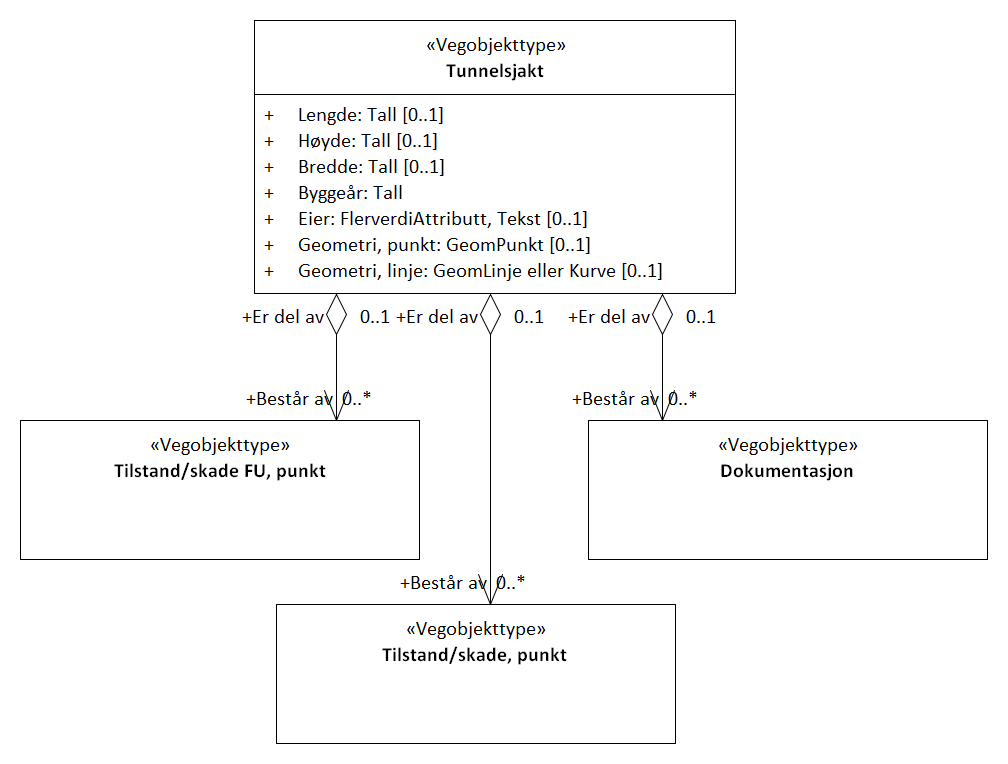 «Vegobjekttype»
Tunnelsjakt
+ Lengde: Tall [0..1]
+ Høyde: Tall [0..1]
+ Bredde: Tall [0..1]
+ Byggeår: Tall
+ Eier: FlerverdiAttributt, Tekst [0..1]
+ Geometri, punkt: GeomPunkt [0..1]
+ Geometri, linje: GeomLinje eller Kurve [0..1]
+Er del av 0..1 +Er del av 0..1 +Er del av 0..1
+Består av 0..* +Består av 0..*
«Vegobjekttype»
Tilstand/skade FU, punkt
«Vegobjekttype»
Dokumentasjon
+Består av 0..*
«Vegobjekttype»
Tilstand/skade, punkt